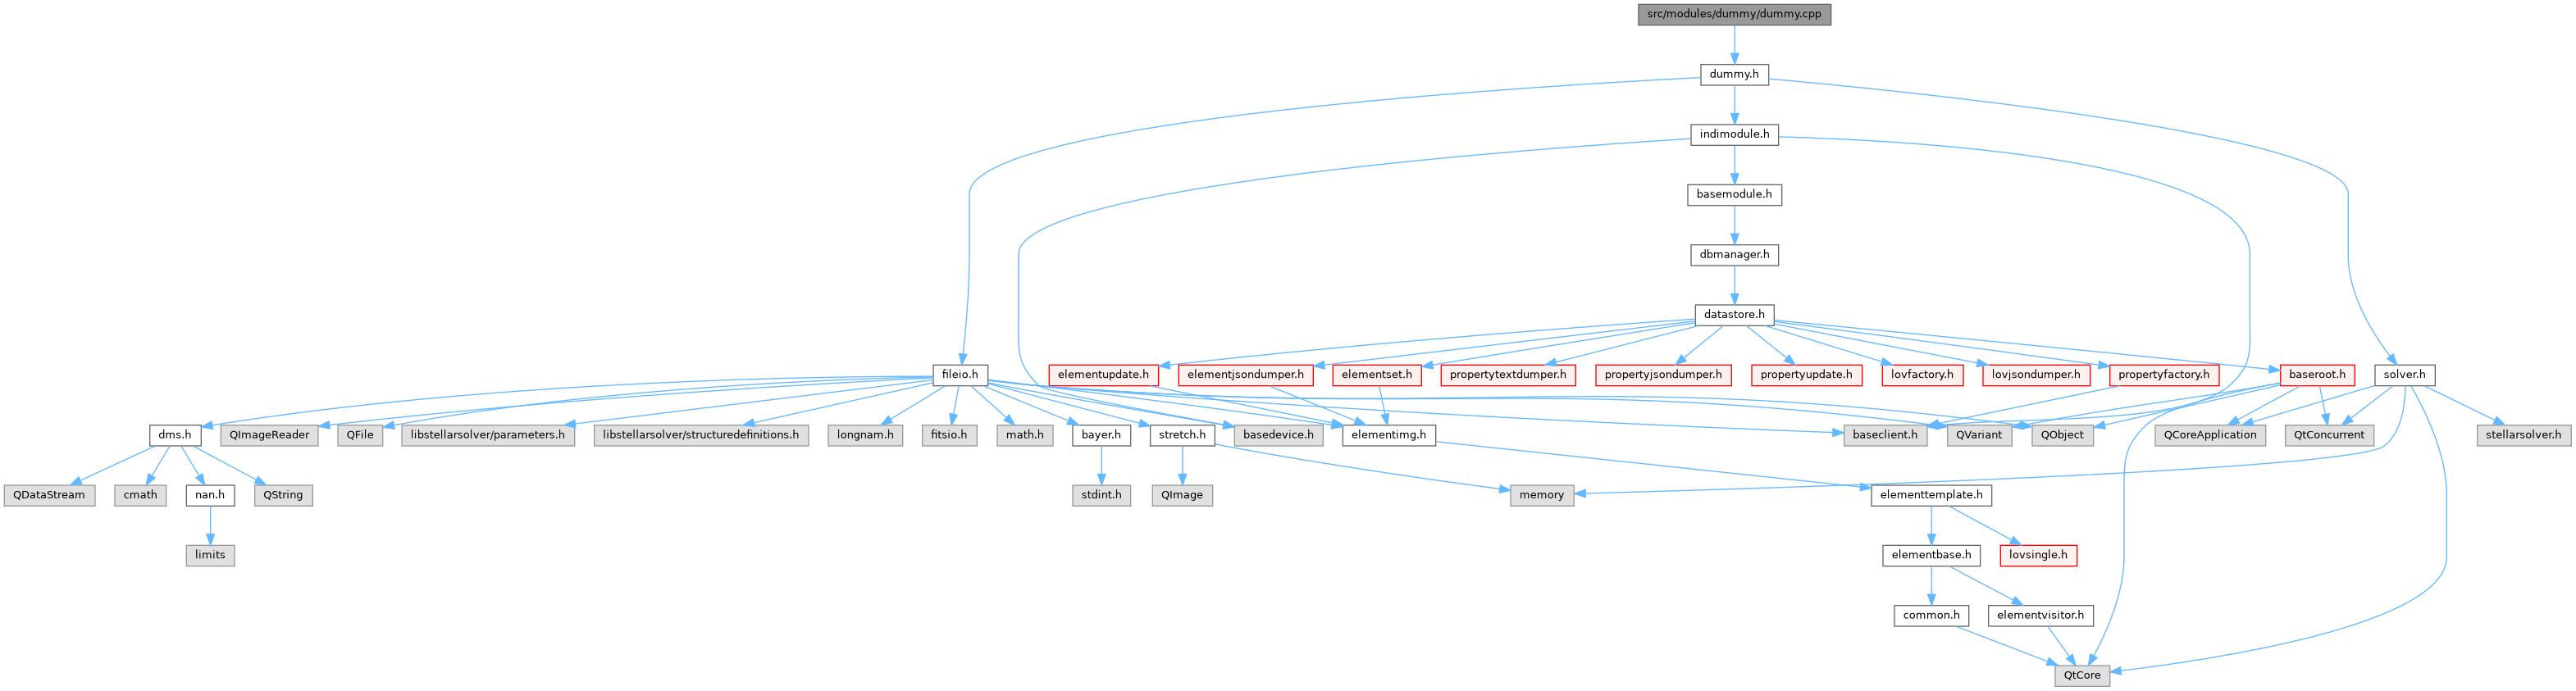 src/modules/dummy/dummy.cpp
dummy.h
indimodule.h
basemodule.h
dbmanager.h
datastore.h
fileio.h
elementupdate.h
elementjsondumper.h
elementset.h
propertytextdumper.h
propertyjsondumper.h
propertyupdate.h
lovfactory.h
lovjsondumper.h
propertyfactory.h
baseroot.h
solver.h
dms.h
QImageReader
QFile
libstellarsolver/parameters.h
libstellarsolver/structuredefinitions.h
longnam.h
fitsio.h
math.h
bayer.h
stretch.h
basedevice.h
elementimg.h
baseclient.h
QVariant
QObject
QCoreApplication
QtConcurrent
stellarsolver.h
QDataStream
cmath
nan.h
QString
stdint.h
QImage
memory
elementtemplate.h
limits
elementbase.h
lovsingle.h
common.h
elementvisitor.h
QtCore